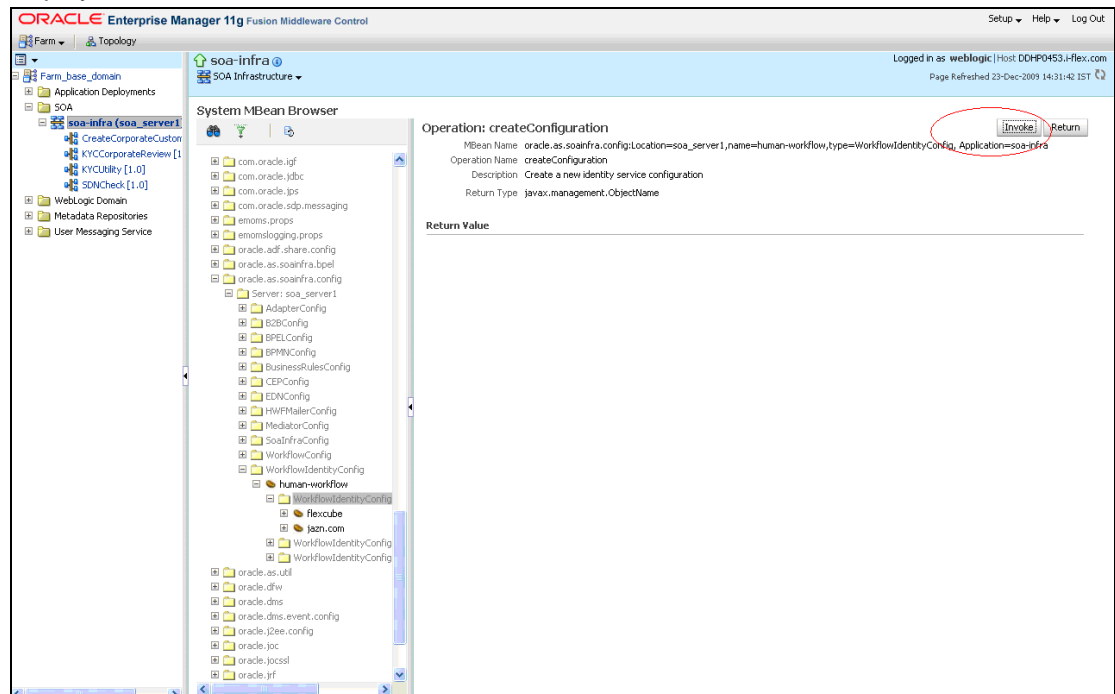 ORACLE Enterprise Manager 11g Fusion Middleware Control
Setup Help Log Out
Farm Topology
soa-infra
Logged in as weblogic|Host DDHP0453.i-flex.com
SOA Infrastructure
Page Refreshed 23-Dec-2009 14:31:42 IST
Farm_base_domain
Application Deployments
SOA
soa-infra (soa_server1
CreateCorporateCustom
KYCCorporateReview [1
KYCUtility [1.0]
SDNCheck [1.0]
WebLogic Domain
Metadata Repositories
User Messaging Service
System MBean Browser
com.oracle.igf
com.oracle.jdbc
com.oracle.jps
com.oracle.sdp.messaging
emoms.props
emomslogging.props
oracle.adf.share.config
oracle.as.soainfra.bpel
oracle.as.soainfra.config
Server: soa_server1
AdapterConfig
B2BConfig
BPELConfig
BPMNConfig
BusinessRulesConfig
CEPConfig
EDNConfig
HWFMailerConfig
MediatorConfig
SoaInfraConfig
WorkflowConfig
WorkflowIdentityConfig
human-workflow
WorkflowIdentityConfig
flexcube
jazn.com
WorkflowIdentityConfig
WorkflowIdentityConfig
oracle.as.util
oracle.dfw
oracle.dms
oracle.dms.event.config
oracle.j2ee.config
oracle.joc
oracle.jocssl
oracle.jrf
Operation: createConfiguration
Invoke Return
MBean Name oracle.as.soainfra.config:Location=soa_server1,name=human-workflow,type=WorkflowIdentityConfig, Application=soa-infra
Operation Name createConfiguration
Description Create a new identity service configuration
Return Type javax.management.ObjectName
Return Value